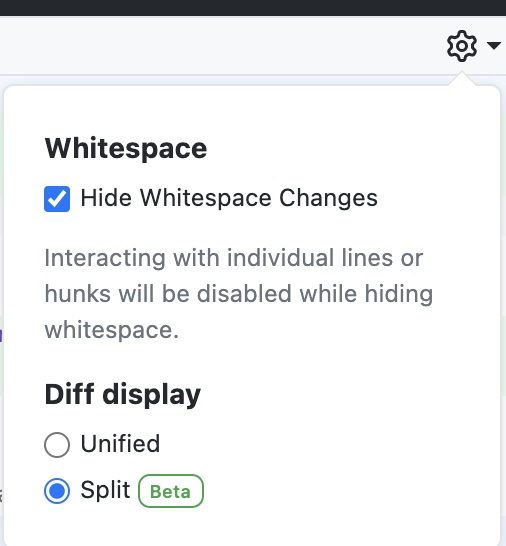 Whitespace
Hide Whitespace Changes
Interacting with individual lines or
hunks will be disabled while hiding
whitespace.
Diff display
Unified
Split Beta